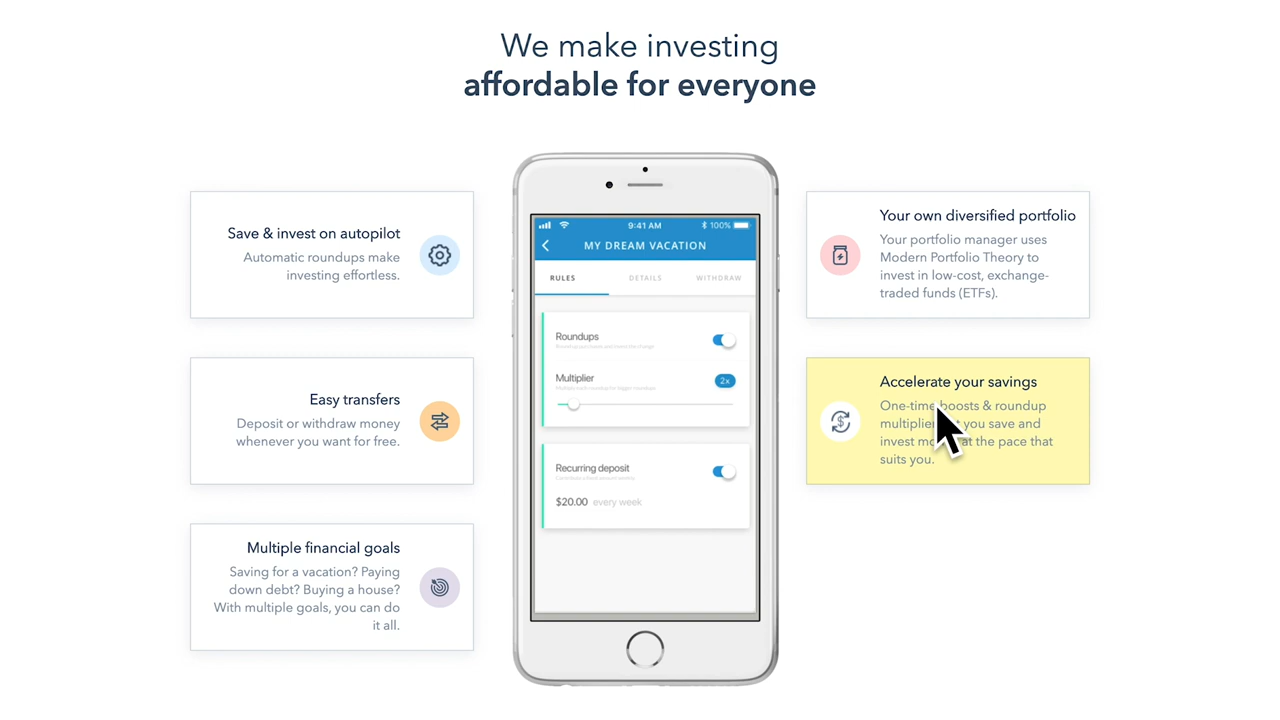 We make investing
affordable for everyone
Save & invest on autopilot
Automatic roundups make
investing effortless.
Easy transfers
Deposit or withdraw money
whenever you want for free.
Multiple financial goals
Saving for a vacation? Paying
down debt? Buying a house?
With multiple goals, you can do
it all.
9:41 AM
100%
MY DREAM VACATION
RULES DETAILS WITHDRAW
Roundups
Multiplier
2x
Recurring deposit
$20.00 every week
Your own diversified portfolio
Your portfolio manager uses
Modern Portfolio Theory to
invest in low-cost, exchange-
traded funds (ETFs).
Accelerate your savings
One-time boosts & roundup
you save and
invest at the pace that
suits you.